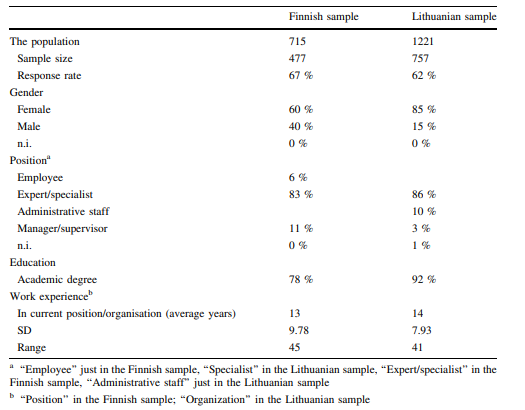 Finnish sample Lithuanian sample
The population 715 1221
Sample size 477 757
Response rate 67 % 62 %
Gender
Female 60 % 85 %
Male 40 % 15 %
n.i. 0 % 0 %
Positionᵃ
Employee 6 %
Expert/specialist 83 % 86 %
Administrative staff 10 %
Manager/supervisor 11 % 3 %
n.i. 0 % 1 %
Education
Academic degree 78 % 92 %
Work experienceᵇ
In current position/organisation (average years) 13 14
SD 9.78 7.93
Range 45 41
ᵃ “Employee” just in the Finnish sample, “Specialist” in the Lithuanian sample, “Expert/specialist” in the
Finnish sample, “Administrative staff” just in the Lithuanian sample
ᵇ “Position” in the Finnish sample; “Organization” in the Lithuanian sample